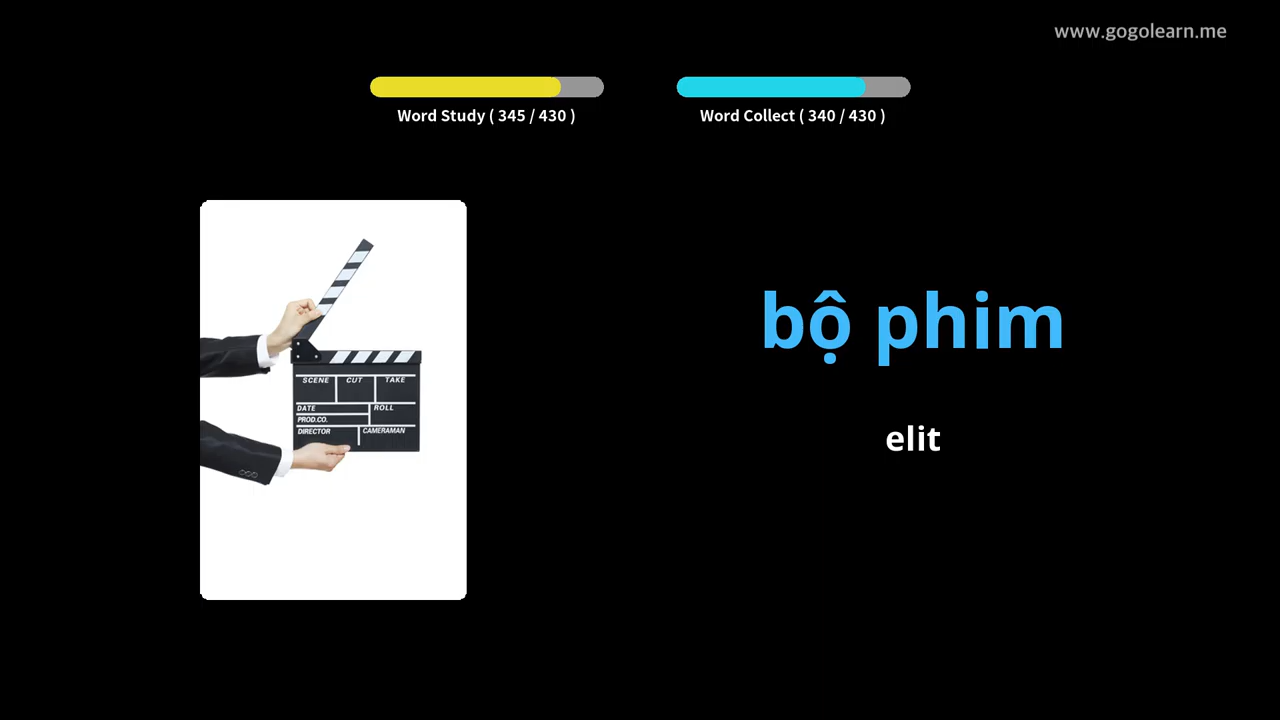 www.gogolearn.me
Word Study ( 345 / 430 )
Word Collect ( 340 / 430 )
SCENE CUT TAKE
DATE ROLL
PROD.CO.
DIRECTOR CAMERAMAN
bộ phim
elit